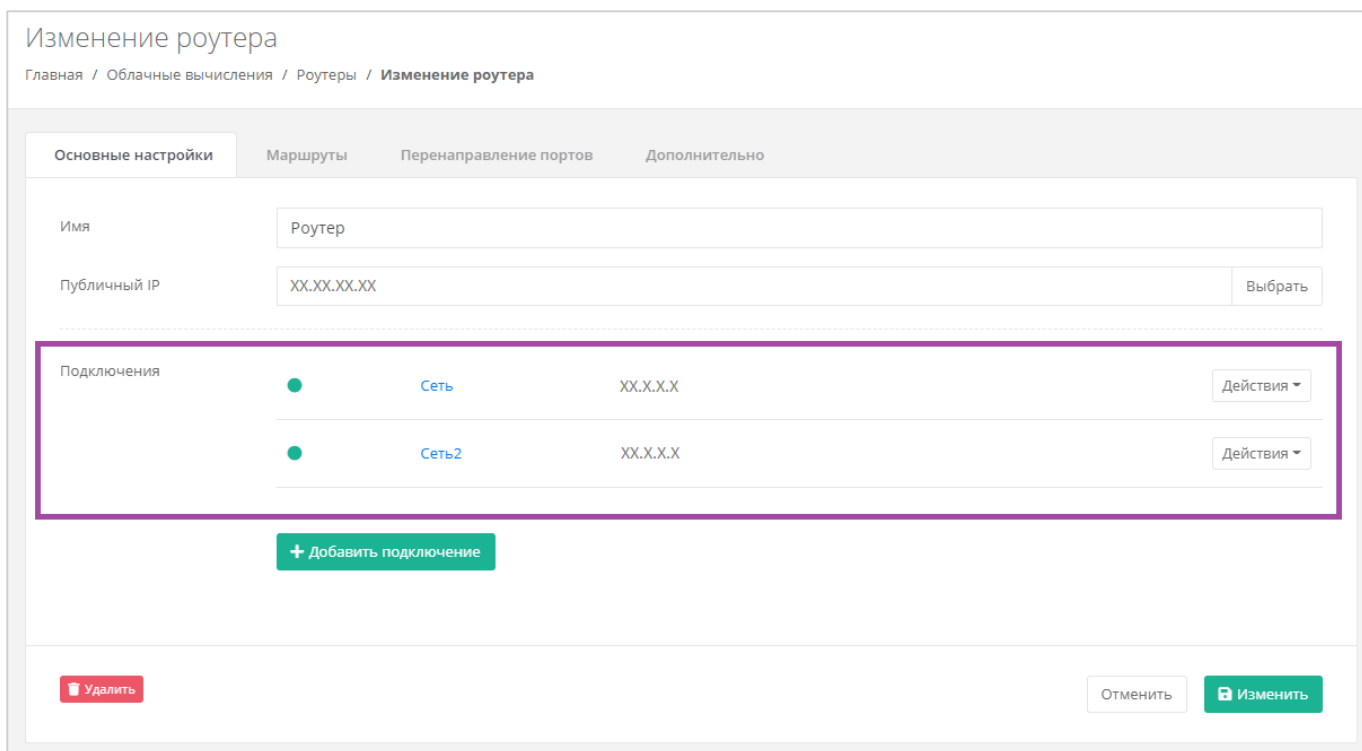 Изменение роутера
Главная / Облачные вычисления / Роутеры / Изменение роутера
Основные настройки Маршруты Перенаправление портов Дополнительно
Имя Роутер
Публичный IP XX.XX.XX.XX Выбрать
Подключения
Сеть XX.X.X.X Действия
Сеть2 XX.X.X.X Действия
+ Добавить подключение
Удалить Отменить Изменить